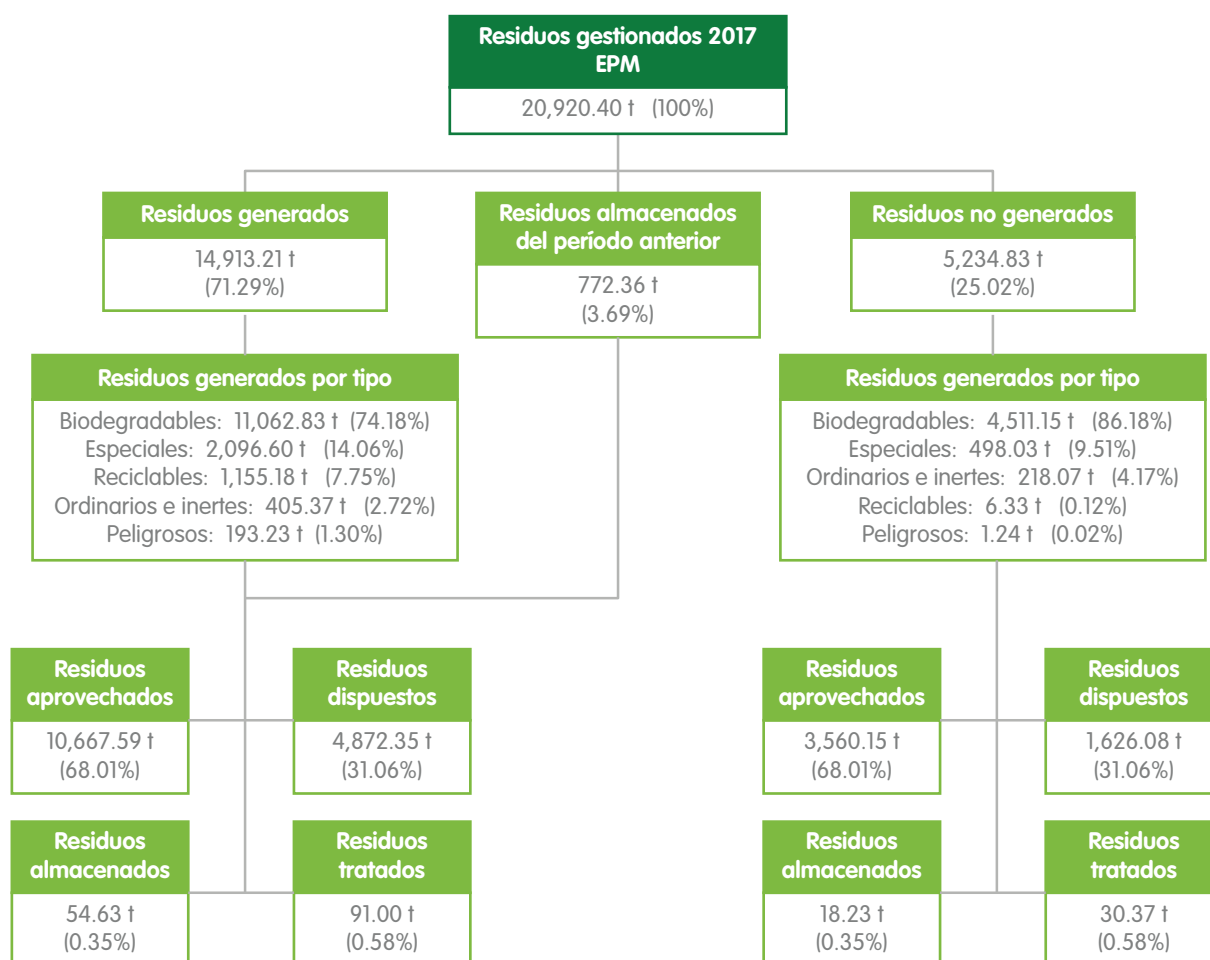 Residuos gestionados 2017
EPM
20,920.40 t (100%)
Residuos generados
14,913.21 t
(71.29%)
Residuos almacenados
del período anterior
772.36 t
(3.69%)
Residuos no generados
5,234.83 t
(25.02%)
Residuos generados por tipo
Biodegradables: 11,062.83 t (74.18%)
Especiales: 2,096.60 t (14.06%)
Reciclables: 1,155.18 t (7.75%)
Ordinarios e inertes: 405.37 t (2.72%)
Peligrosos: 193.23 t (1.30%)
Residuos generados por tipo
Biodegradables: 4,511.15 t (86.18%)
Especiales: 498.03 t (9.51%)
Ordinarios e inertes: 218.07 t (4.17%)
Reciclables: 6.33 t (0.12%)
Peligrosos: 1.24 t (0.02%)
Residuos
aprovechados
10,667.59 t
(68.01%)
Residuos
dispuestos
4,872.35 t
(31.06%)
Residuos
aprovechados
3,560.15 t
(68.01%)
Residuos
dispuestos
1,626.08 t
(31.06%)
Residuos
almacenados
54.63 t
(0.35%)
Residuos
tratados
91.00 t
(0.58%)
Residuos
almacenados
18.23 t
(0.35%)
Residuos
tratados
30.37 t
(0.58%)